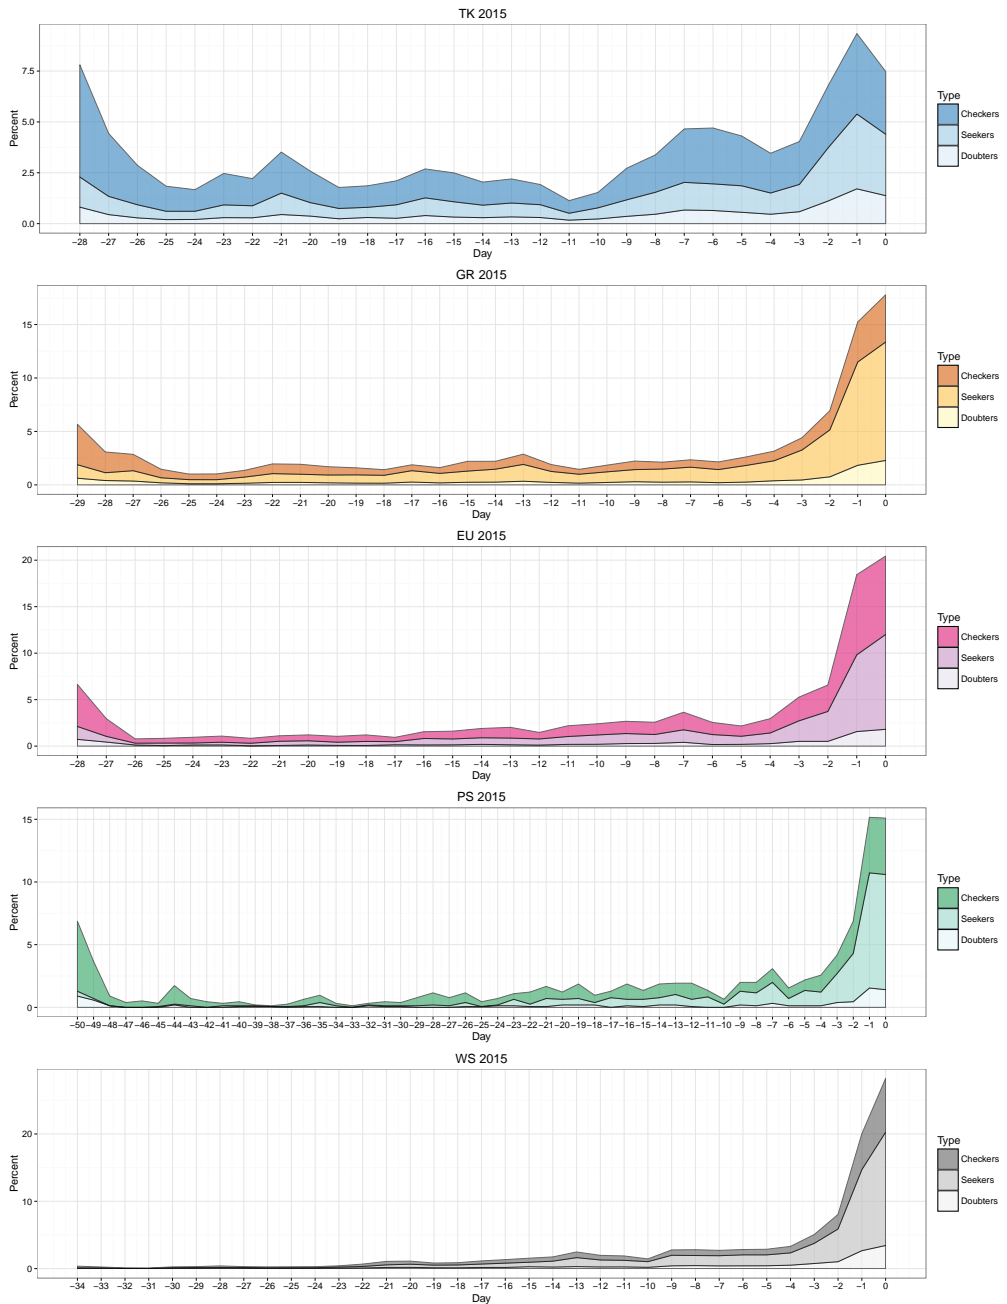 TK 2015
Percent
7.5
5.0
2.5
0.0
−28 −27 −26 −25 −24 −23 −22 −21 −20 −19 −18 −17 −16 −15 −14 −13 −12 −11 −10 −9 −8 −7 −6 −5 −4 −3 −2 −1 0
Day
Type
Checkers
Seekers
Doubters
GR 2015
Percent
15
10
5
0
−29 −28 −27 −26 −25 −24 −23 −22 −21 −20 −19 −18 −17 −16 −15 −14 −13 −12 −11 −10 −9 −8 −7 −6 −5 −4 −3 −2 −1 0
Day
Type
Checkers
Seekers
Doubters
EU 2015
Percent
20
15
10
5
0
−28 −27 −26 −25 −24 −23 −22 −21 −20 −19 −18 −17 −16 −15 −14 −13 −12 −11 −10 −9 −8 −7 −6 −5 −4 −3 −2 −1 0
Day
Type
Checkers
Seekers
Doubters
PS 2015
Percent
15
10
5
0
−50 −49 −48 −47 −46 −45 −44 −43 −42 −41 −40 −39 −38 −37 −36 −35 −34 −33 −32 −31 −30 −29 −28 −27 −26 −25 −24 −23 −22 −21 −20 −19 −18 −17 −16 −15 −14 −13 −12 −11 −10 −9 −8 −7 −6 −5 −4 −3 −2 −1 0
Day
Type
Checkers
Seekers
Doubters
WS 2015
Percent
20
10
0
−34 −33 −32 −31 −30 −29 −28 −27 −26 −25 −24 −23 −22 −21 −20 −19 −18 −17 −16 −15 −14 −13 −12 −11 −10 −9 −8 −7 −6 −5 −4 −3 −2 −1 0
Day
Type
Checkers
Seekers
Doubters